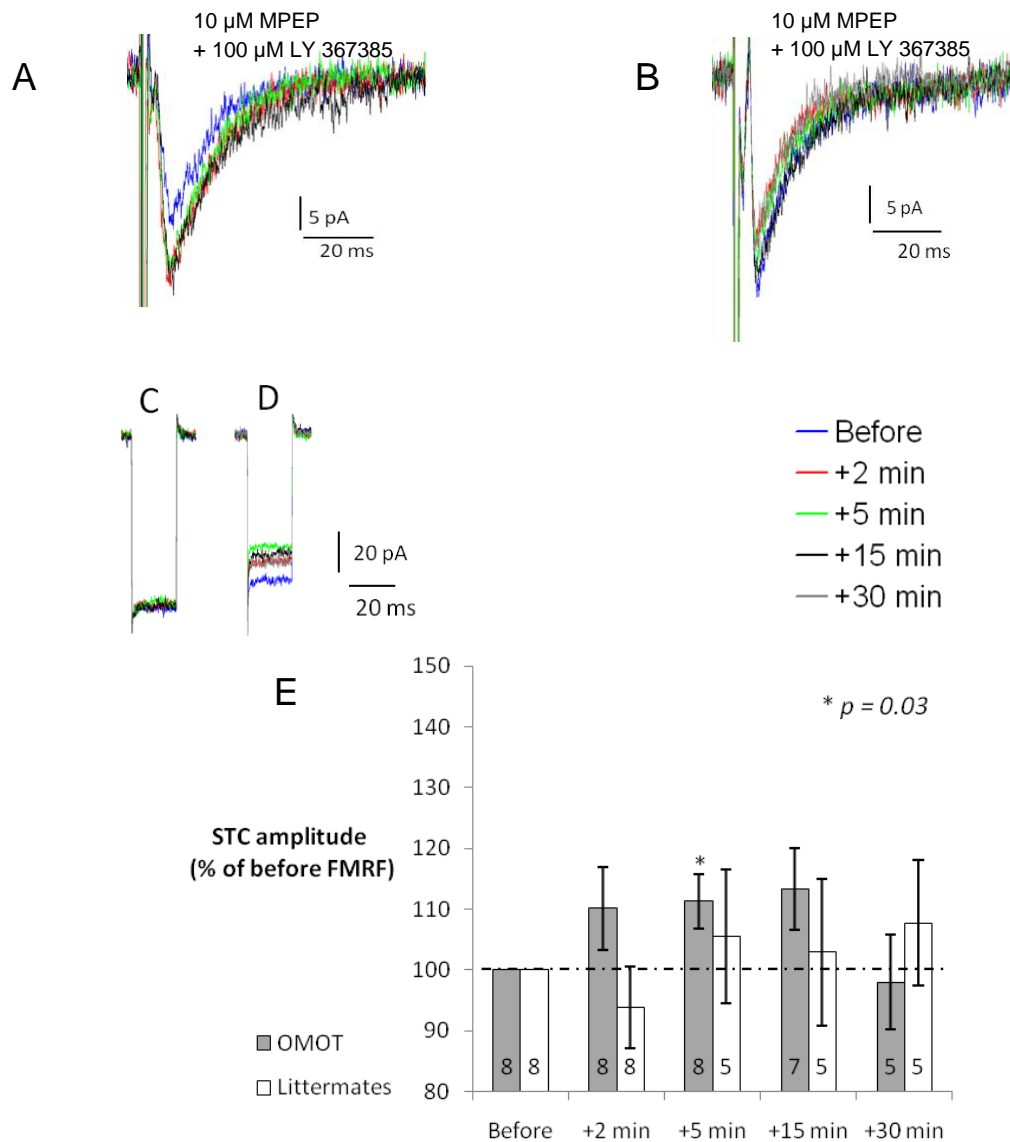 10 µM MPEP
+ 100 µM LY 367385
A
5 pA
20 ms
10 µM MPEP
+ 100 µM LY 367385
B
5 pA
20 ms
C
D
20 pA
20 ms
Before
+2 min
+5 min
+15 min
+30 min
E
150
140
130
120
110
100
90
80
* p = 0.03
STC amplitude
(% of before FMRF)
*
OMOT
Littermates
8 8 8 8 8 5 7 5 5 5
Before +2 min +5 min +15 min +30 min